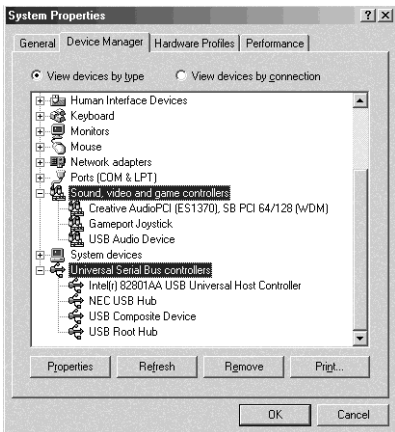 System Properties
General Device Manager Hardware Profiles Performance
View devices by type View devices by connection
Human Interface Devices
Keyboard
Monitors
Mouse
Network adapters
Ports (COM & LPT)
Sound, video and game controllers
Creative AudioPCI (ES1370), SB PCI 64/128 (WDM)
Gameport Joystick
USB Audio Device
System devices
Universal Serial Bus controllers
Intel(r) 82801AA USB Universal Host Controller
NEC USB Hub
USB Composite Device
USB Root Hub
Properties Refresh Remove Print...
OK Cancel